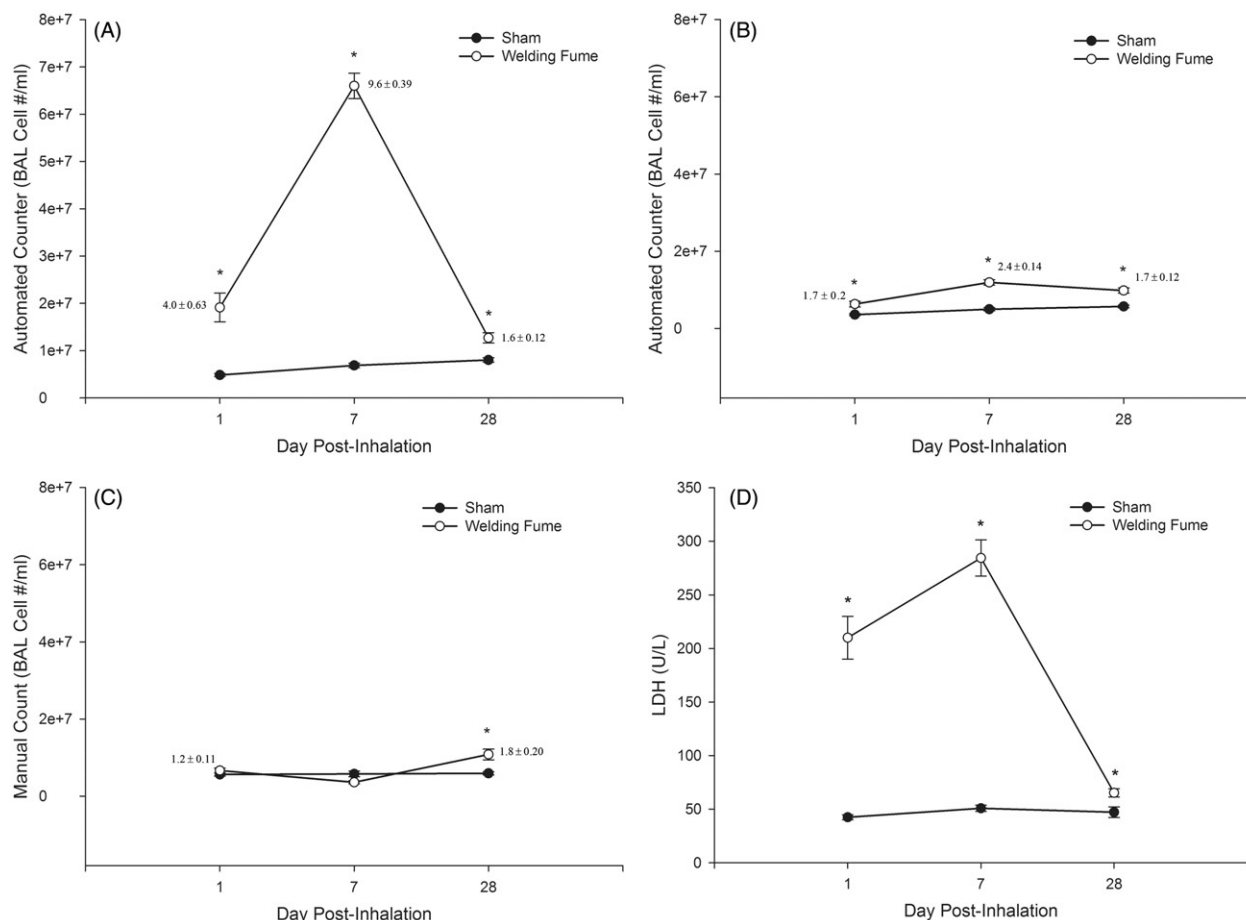 (A)
Sham
Welding Fume
Automated Counter (BAL Cell #/ml)
8e+7
7e+7
6e+7
5e+7
4e+7
3e+7
2e+7
1e+7
0
*
4.0 ± 0.63
*
9.6 ± 0.39
*
1.6 ± 0.12
1
7
28
Day Post-Inhalation
(B)
Sham
Welding Fume
Automated Counter (BAL Cell #/ml)
8e+7
6e+7
4e+7
2e+7
0
*
1.7 ± 0.2
*
2.4 ± 0.14
*
1.7 ± 0.12
1
7
28
Day Post-Inhalation
(C)
Sham
Welding Fume
Manual Count (BAL Cell #/ml)
8e+7
6e+7
4e+7
2e+7
0
1.2 ± 0.11
*
1.8 ± 0.20
1
7
28
Day Post-Inhalation
(D)
Sham
Welding Fume
LDH (U/L)
350
300
250
200
150
100
50
0
*
*
*
1
7
28
Day Post-Inhalation